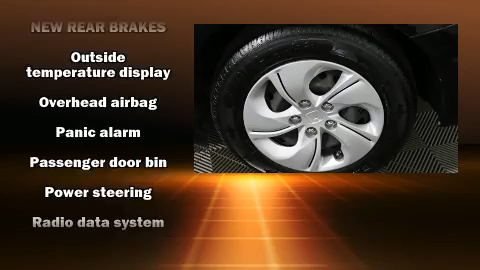 NEW REAR BRAKES
Outside
temperature display
Overhead airbag
Panic alarm
Passenger door bin
Power steering
Radio data system